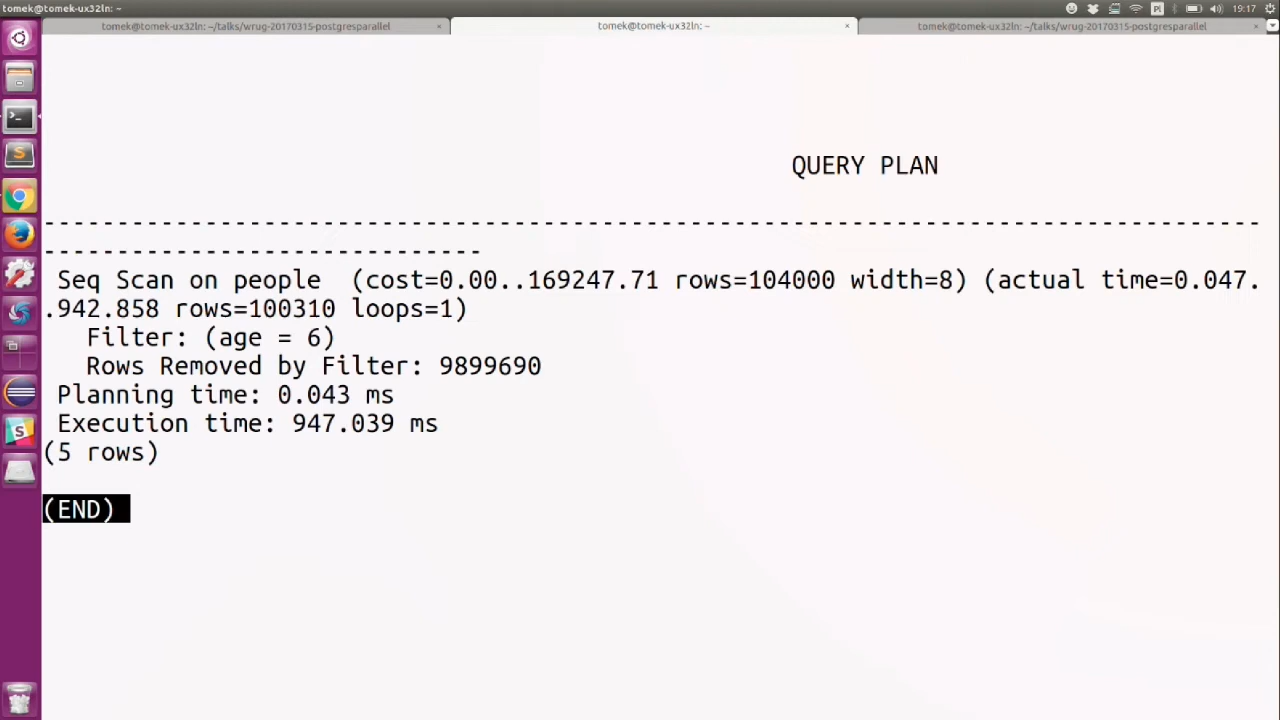 tomek@tomek-ux32ln: ~
Pl
19:17
tomek@tomek-ux32ln: ~/talks/wrug-20170315-postgresparallel
tomek@tomek-ux32ln: ~
tomek@tomek-ux32ln: ~/talks/wrug-20170315-postgresparallel
QUERY PLAN
-----------------------------------------------------------------------------------
------------------------------
Seq Scan on people  (cost=0.00..169247.71 rows=104000 width=8) (actual time=0.047.
.942.858 rows=100310 loops=1)
Filter: (age = 6)
Rows Removed by Filter: 9899690
Planning time: 0.043 ms
Execution time: 947.039 ms
(5 rows)
(END)